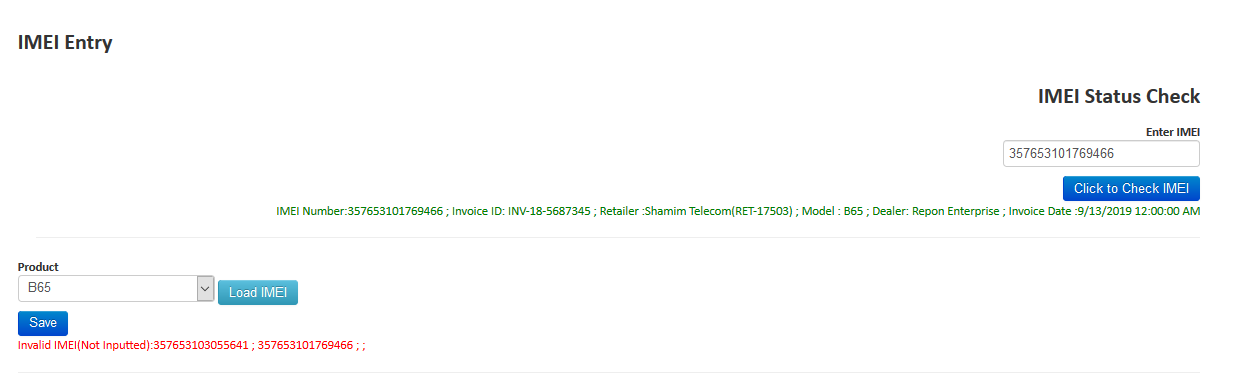 IMEI Entry
IMEI Status Check
Enter IMEI
357653101769466
Click to Check IMEI
IMEI Number:357653101769466 ; Invoice ID: INV-18-5687345 ; Retailer :Shamim Telecom(RET-17503) ; Model : B65 ; Dealer: Repon Enterprise ; Invoice Date :9/13/2019 12:00:00 AM
Product
B65
Load IMEI
Save
Invalid IMEI(Not Inputted):357653103055641 ; 357653101769466 ; ;